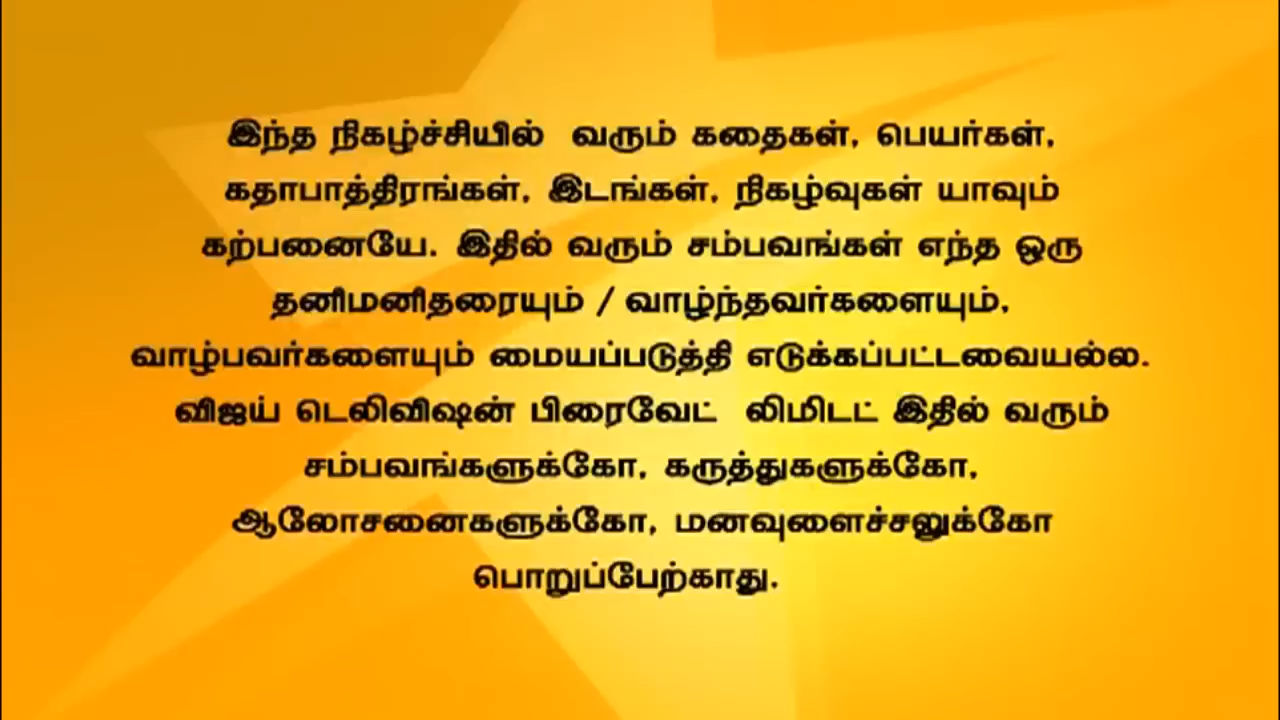 இந்த நிகழ்ச்சியில் வரும் கதைகள், பெயர்கள்,
கதாபாத்திரங்கள், இடங்கள், நிகழ்வுகள் யாவும்
கற்பனையே. இதில் வரும் சம்பவங்கள் எந்த ஒரு
தனிமனிதரையும் / வாழ்ந்தவர்களையும்,
வாழ்பவர்களையும் மையப்படுத்தி எடுக்கப்பட்டவையல்ல.
விஜய் டெலிவிஷன் பிரைவேட் லிமிடட் இதில் வரும்
சம்பவங்களுக்கோ, கருத்துகளுக்கோ,
ஆலோசனைகளுக்கோ, மனவுளைச்சலுக்கோ
பொறுப்பேற்காது.